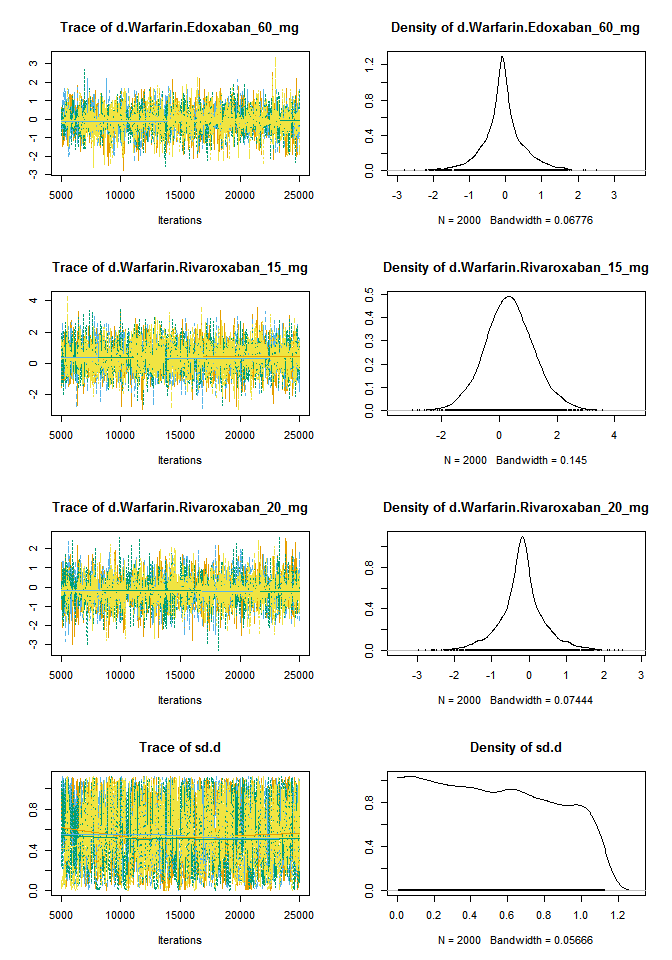 Trace of d.Warfarin.Edoxaban_60_mg
3
2
1
0
-1
-2
-3
5000 10000 15000 20000 25000
Iterations
Density of d.Warfarin.Edoxaban_60_mg
1.2
0.8
0.4
0.0
-3 -2 -1 0 1 2 3
N = 2000 Bandwidth = 0.06776
Trace of d.Warfarin.Rivaroxaban_15_mg
4
2
0
-2
5000 10000 15000 20000 25000
Iterations
Density of d.Warfarin.Rivaroxaban_15_mg
0.5
0.4
0.3
0.2
0.1
0.0
-2 0 2 4
N = 2000 Bandwidth = 0.145
Trace of d.Warfarin.Rivaroxaban_20_mg
2
1
0
-1
-2
-3
5000 10000 15000 20000 25000
Iterations
Density of d.Warfarin.Rivaroxaban_20_mg
0.8
0.4
0.0
-3 -2 -1 0 1 2 3
N = 2000 Bandwidth = 0.07444
Trace of sd.d
0.8
0.4
0.0
5000 10000 15000 20000 25000
Iterations
Density of sd.d
0.8
0.4
0.0
0.0 0.2 0.4 0.6 0.8 1.0 1.2
N = 2000 Bandwidth = 0.05666